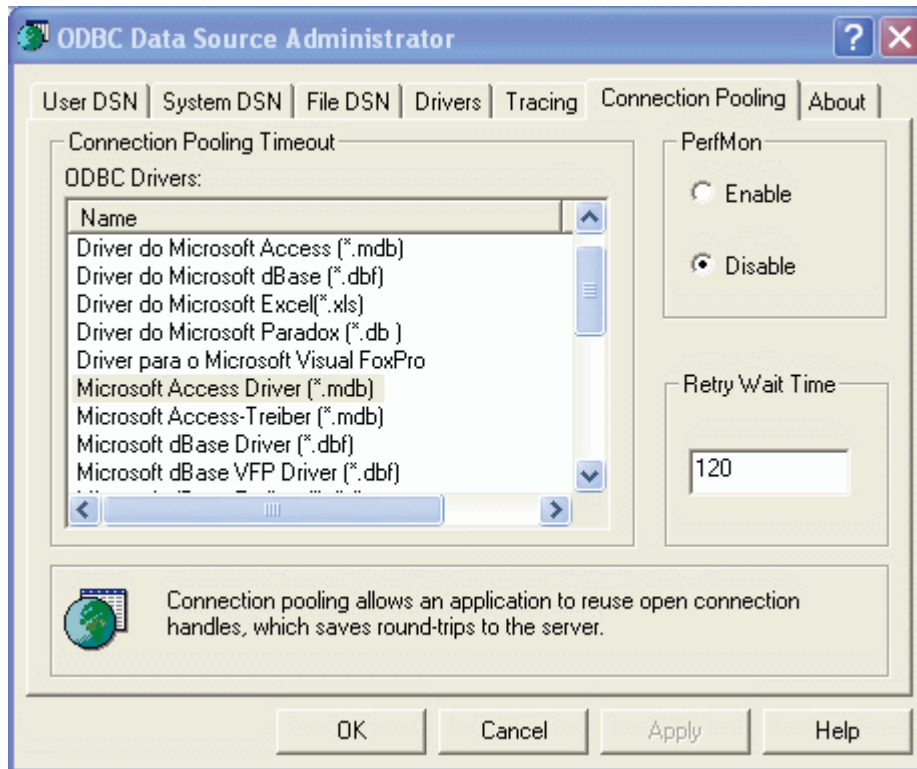 ODBC Data Source Administrator
User DSN System DSN File DSN Drivers Tracing Connection Pooling About
Connection Pooling Timeout
ODBC Drivers:
Name
Driver do Microsoft Access (*.mdb)
Driver do Microsoft dBase (*.dbf)
Driver do Microsoft Excel(*.xls)
Driver do Microsoft Paradox (*.db )
Driver para o Microsoft Visual FoxPro
Microsoft Access Driver (*.mdb)
Microsoft Access-Treiber (*.mdb)
Microsoft dBase Driver (*.dbf)
Microsoft dBase VFP Driver (*.dbf)
PerfMon
Enable
Disable
Retry Wait Time
120
Connection pooling allows an application to reuse open connection
handles, which saves round-trips to the server.
OK Cancel Apply Help